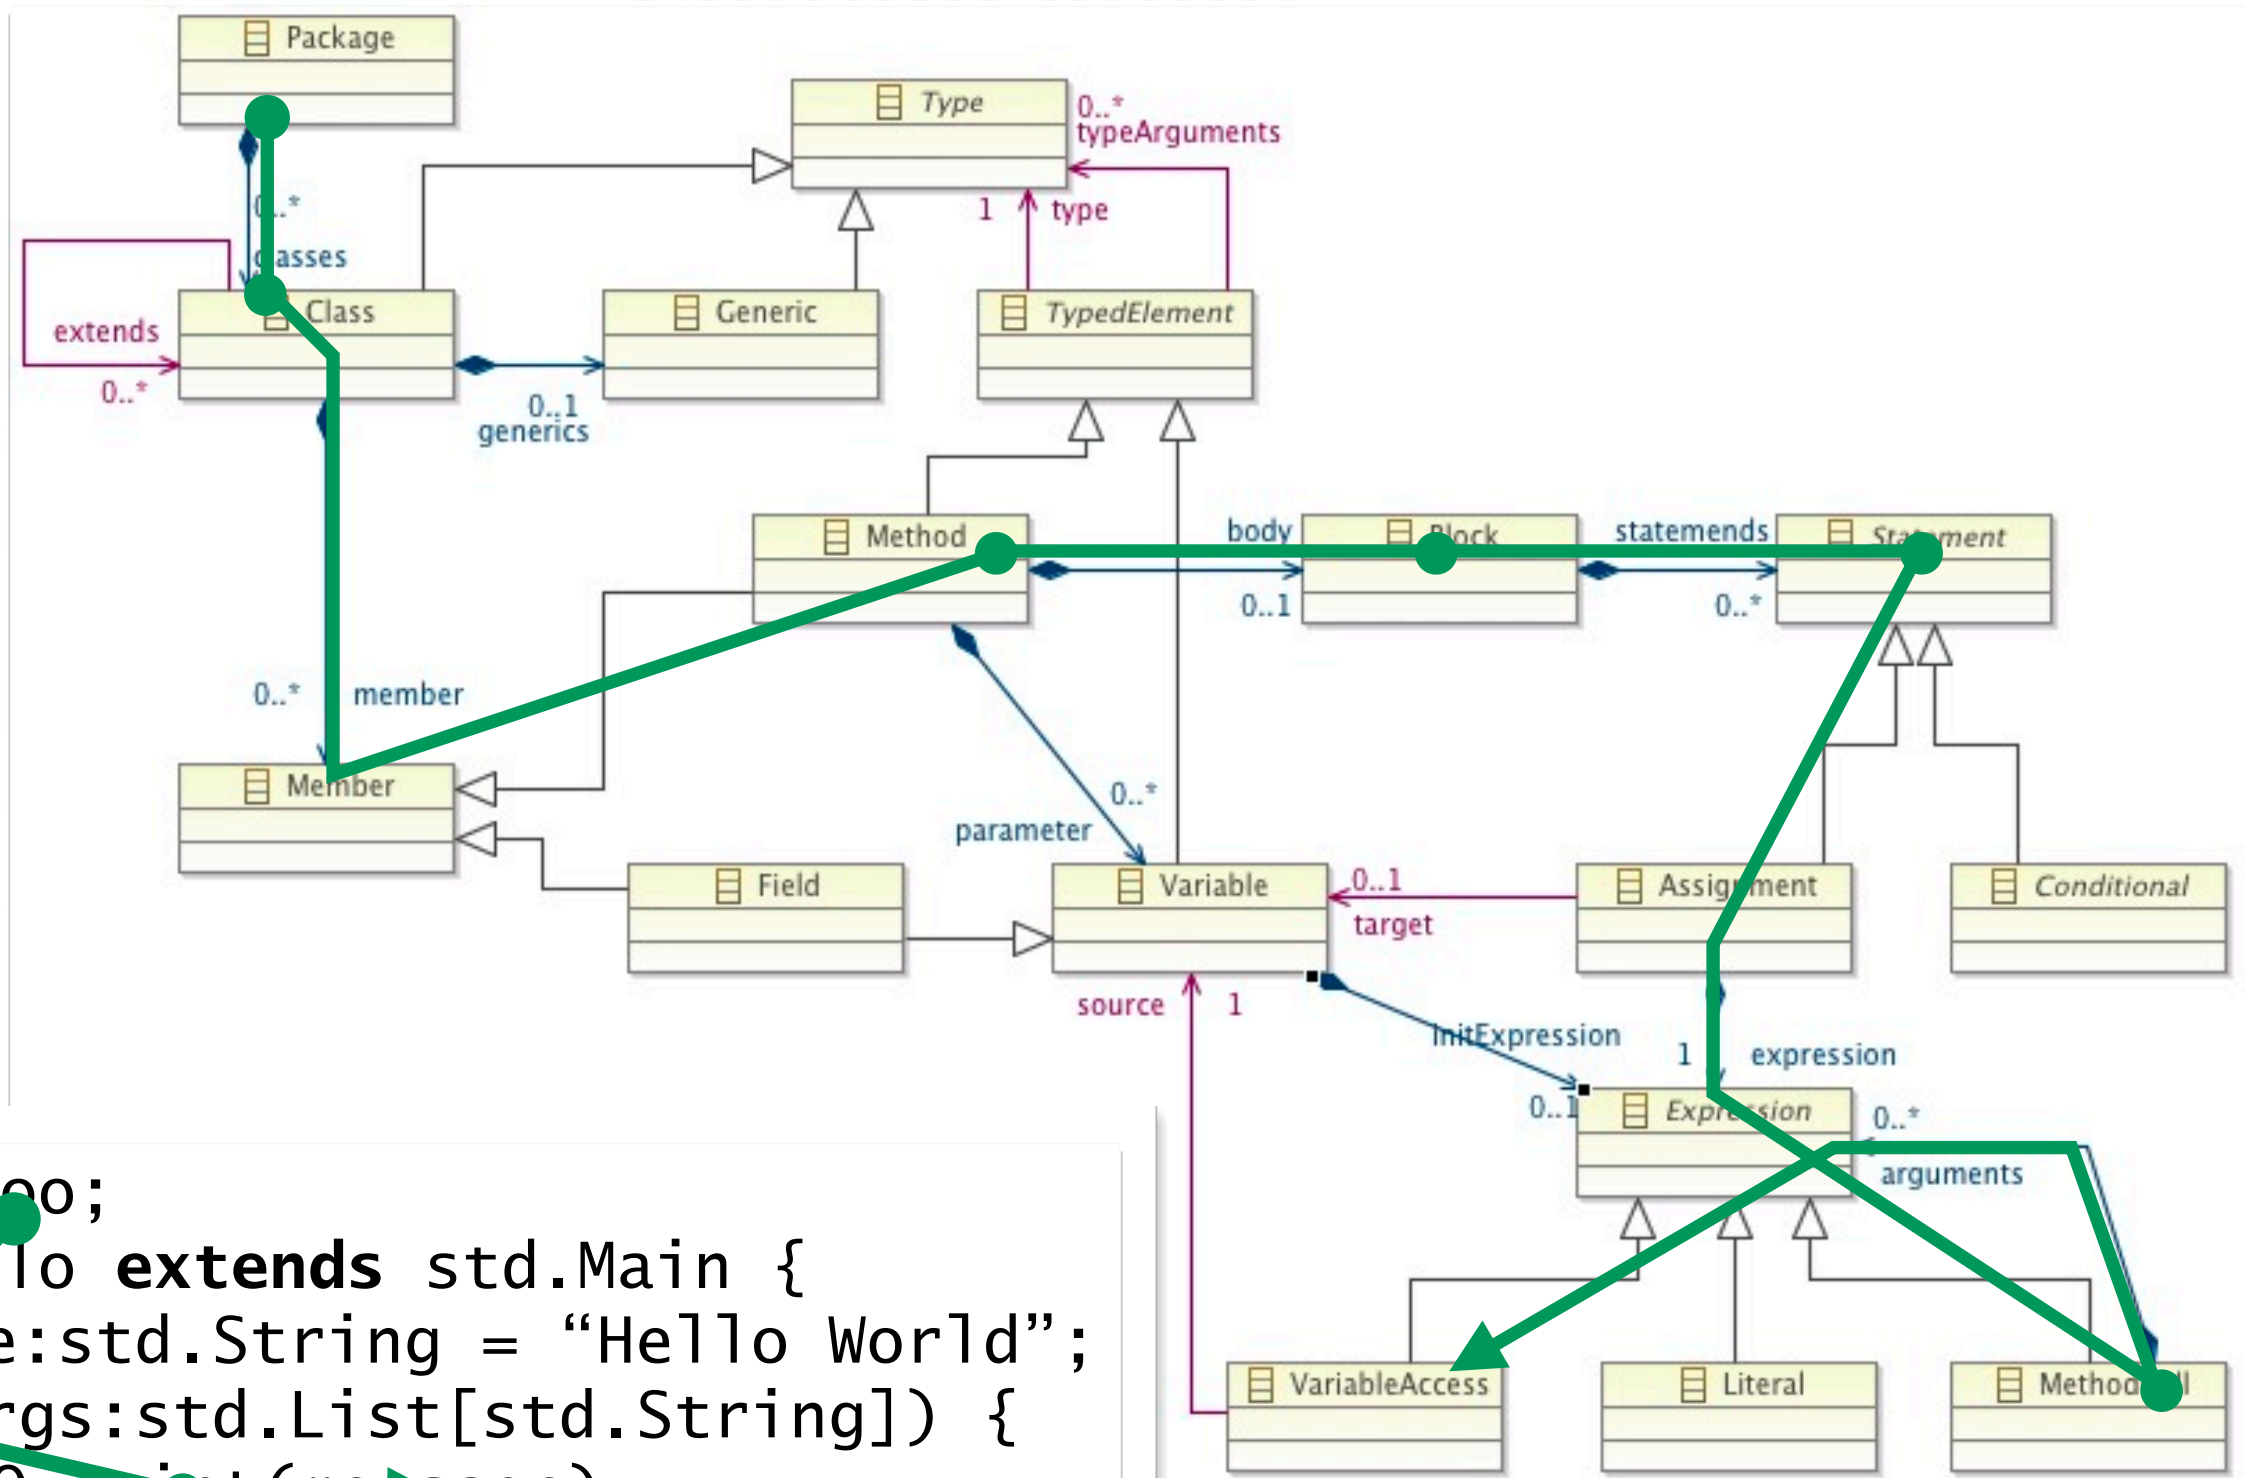 Package
Type
0..*
typeArguments
0..*
classes
1
type
Class
Generic
TypedElement
extends
0..*
0..1
generics
Method
body
Block
statemends
Statement
0..1
0..*
0..*
member
Member
0..*
parameter
Field
Variable
0..1
target
Assignment
Conditional
source
1
initExpression
1
expression
0..1
Expression
0..*
arguments
VariableAccess
Literal
oo;
lo extends std.Main {
e:std.String = “Hello World”;
rgs:std.List[std.String]) {